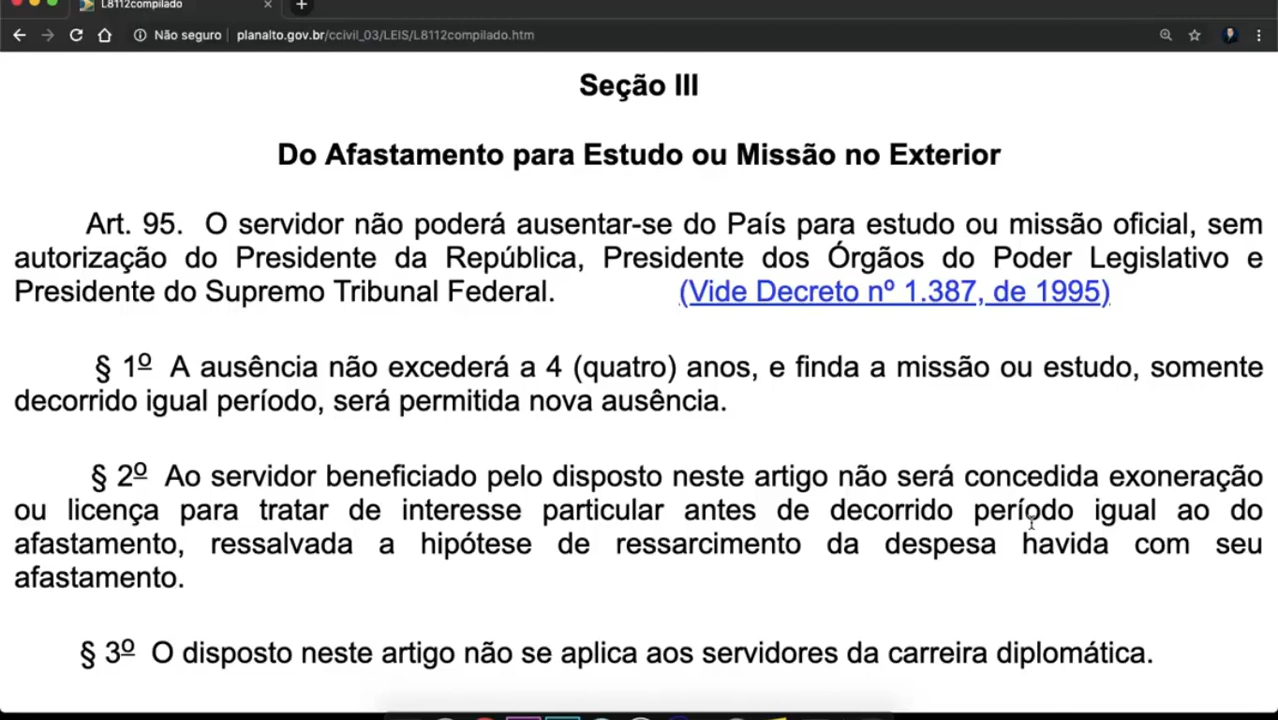 L8112compilado
Não seguro
planalto.gov.br/ccivil_03/LEIS/L8112compilado.htm
Seção III
Do Afastamento para Estudo ou Missão no Exterior
Art. 95. O servidor não poderá ausentar-se do País para estudo ou missão oficial, sem
autorização do Presidente da República, Presidente dos Órgãos do Poder Legislativo e
Presidente do Supremo Tribunal Federal. (Vide Decreto nº 1.387, de 1995)
§ 1º A ausência não excederá a 4 (quatro) anos, e finda a missão ou estudo, somente
decorrido igual período, será permitida nova ausência.
§ 2º Ao servidor beneficiado pelo disposto neste artigo não será concedida exoneração
ou licença para tratar de interesse particular antes de decorrido período igual ao do
afastamento, ressalvada a hipótese de ressarcimento da despesa havida com seu
afastamento.
§ 3º O disposto neste artigo não se aplica aos servidores da carreira diplomática.